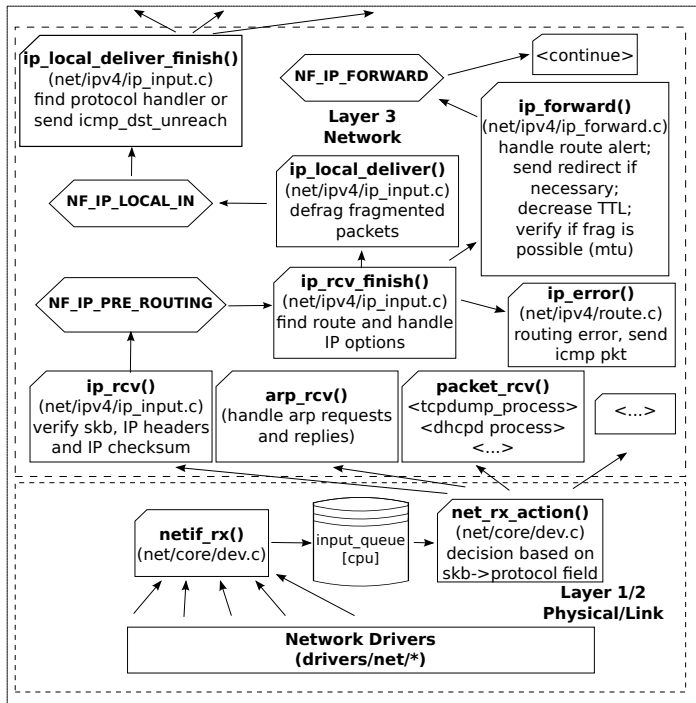 ip_local_deliver_finish()
(net/ipv4/ip_input.c)
find protocol handler or
send icmp_dst_unreach
NF_IP_FORWARD
<continue>
Layer 3
Network
ip_forward()
(net/ipv4/ip_forward.c)
handle route alert;
send redirect if
necessary;
decrease TTL;
verify if frag is
possible (mtu)
ip_local_deliver()
(net/ipv4/ip_input.c)
defrag fragmented
packets
NF_IP_LOCAL_IN
NF_IP_PRE_ROUTING
ip_rcv_finish()
(net/ipv4/ip_input.c)
find route and handle
IP options
ip_error()
(net/ipv4/route.c)
routing error, send
icmp pkt
ip_rcv()
(net/ipv4/ip_input.c)
verify skb, IP headers
and IP checksum
arp_rcv()
(handle arp requests
and replies)
packet_rcv()
<tcpdump_process>
<dhcpd process>
<...>
<...>
netif_rx()
(net/core/dev.c)
input_queue
[cpu]
net_rx_action()
(net/core/dev.c)
decision based on
skb->protocol field
Layer 1/2
Physical/Link
Network Drivers
(drivers/net/*)